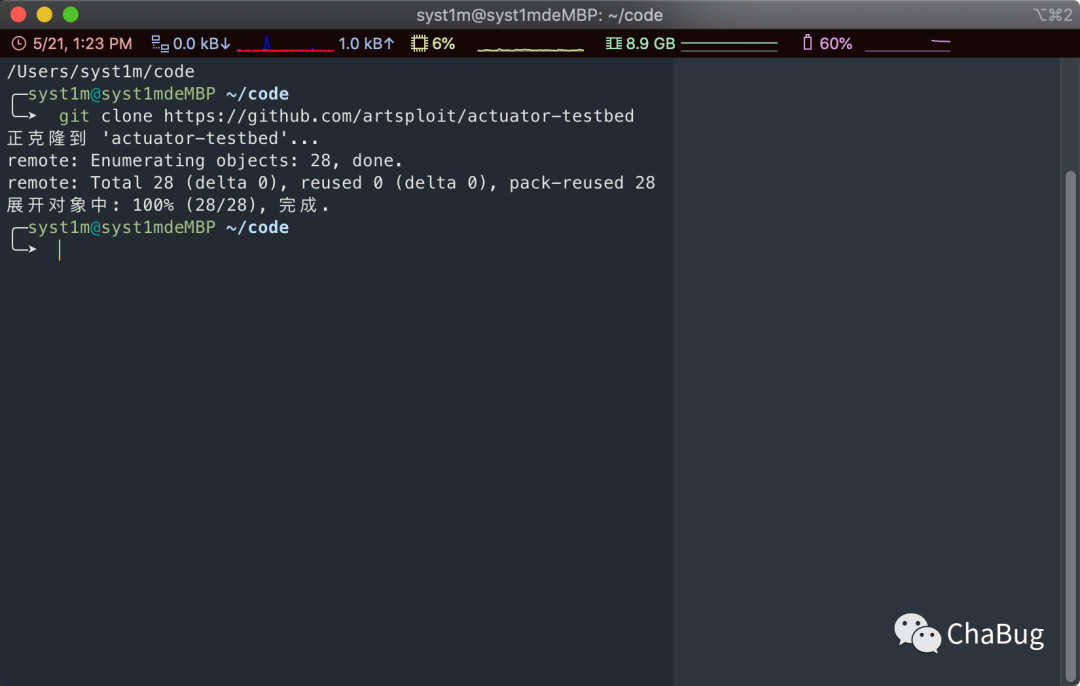 syst1m@syst1mdeMBP: ~/code
⌥⌘2
5/21, 1:23 PM 0.0 kB↓ 1.0 kB↑ 6% 8.9 GB 60%
/Users/syst1m/code
syst1m@syst1mdeMBP ~/code
git clone https://github.com/artsploit/actuator-testbed
正克隆到 'actuator-testbed'...
remote: Enumerating objects: 28, done.
remote: Total 28 (delta 0), reused 0 (delta 0), pack-reused 28
展开对象中: 100% (28/28), 完成.
syst1m@syst1mdeMBP ~/code
ChaBug